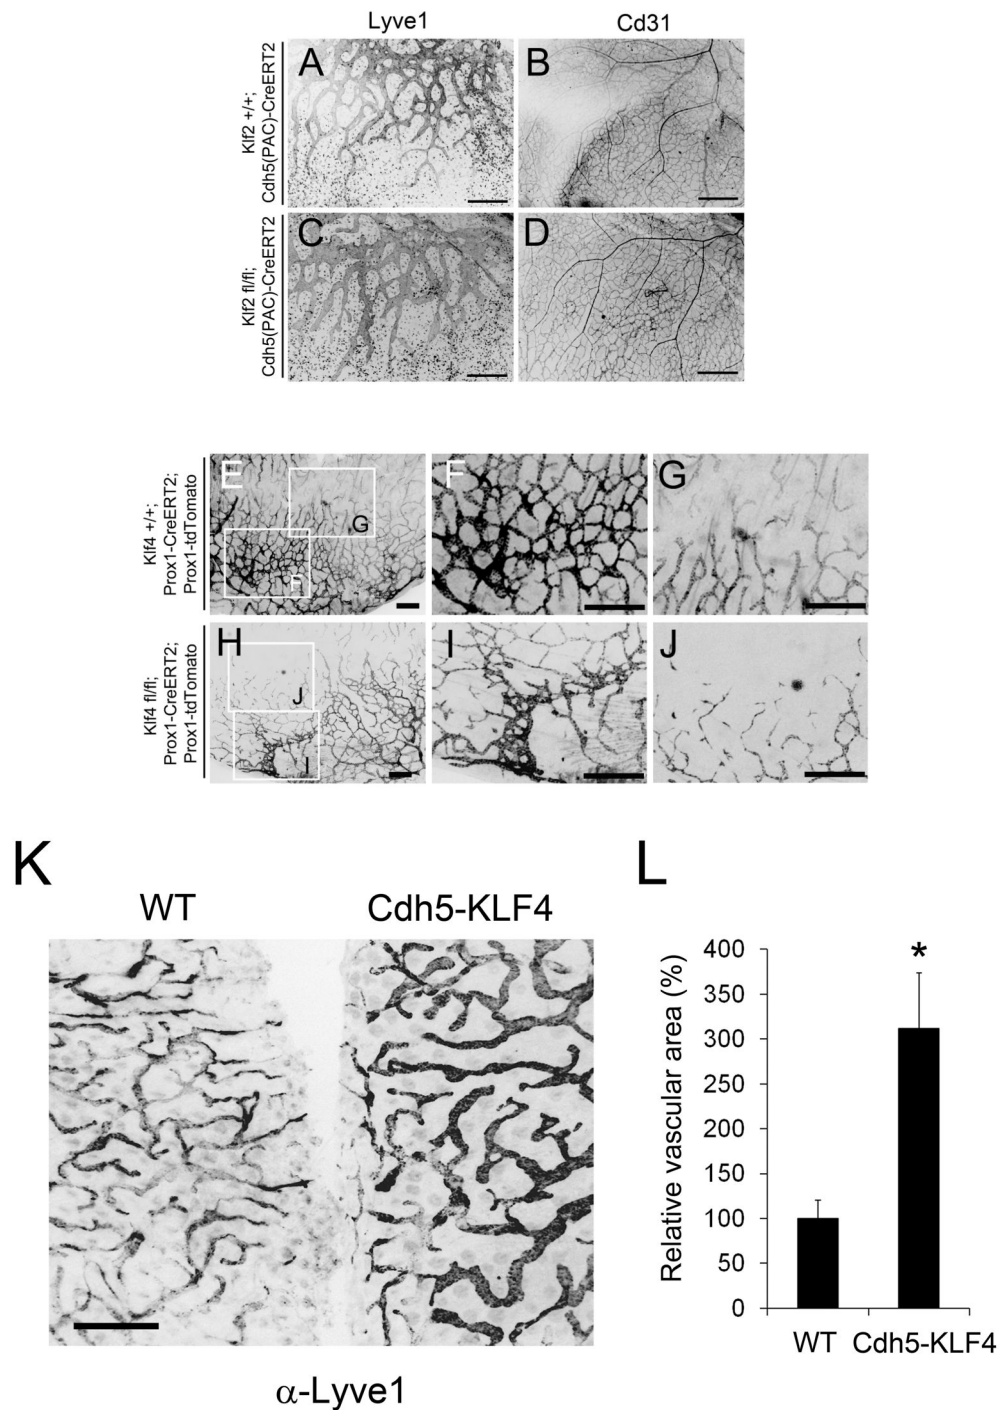 Lyve1 Cd31
Klf2 +/+;
Cdh5(PAC)-CreERT2
A B
Klf2 fl/fl;
Cdh5(PAC)-CreERT2
C D
Klf4 +/+;
Prox1-CreERT2;
Prox1-tdTomato
E F G
G
F
Klf4 fl/fl;
Prox1-CreERT2;
Prox1-tdTomato
H I J
J
I
K L
WT Cdh5-KLF4
α-Lyve1
Relative vascular area (%)
400
350
300
250
200
150
100
50
0
*
WT Cdh5-KLF4